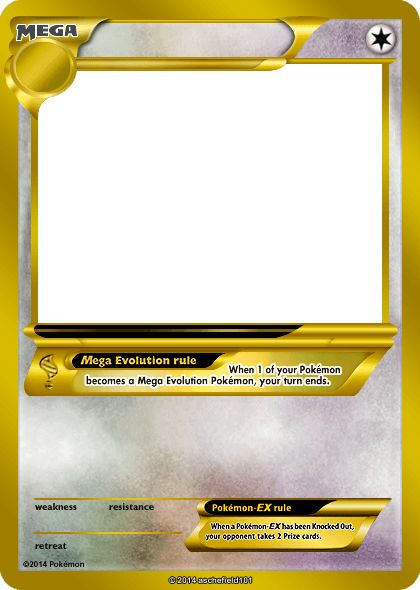 MEGA
Mega Evolution rule
When 1 of your Pokémon
becomes a Mega Evolution Pokémon, your turn ends.
weakness resistance
Pokémon-EX rule
When a Pokémon-EX has been Knocked Out,
your opponent takes 2 Prize cards.
retreat
©2014 Pokémon
© 2014 aschefield101